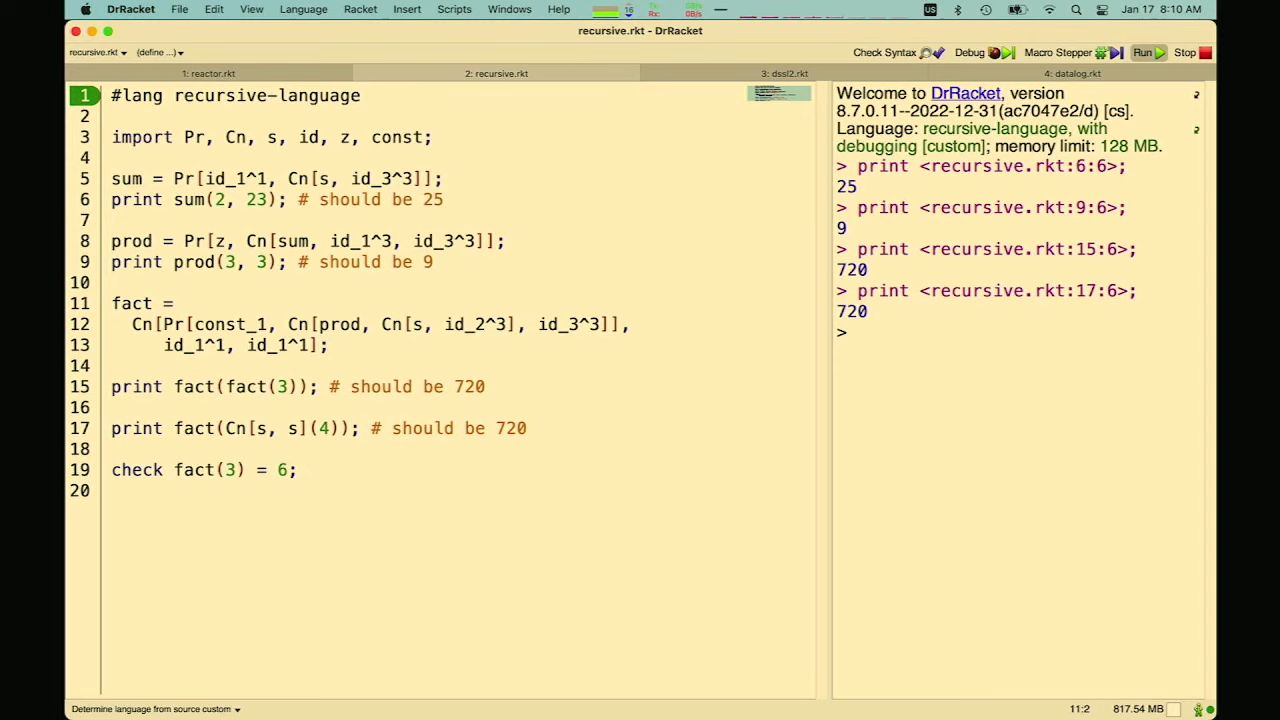 DrRacket File Edit View Language Racket Insert Scripts Windows Help 16 US Jan 17 8:10 AM
recursive.rkt - DrRacket
recursive.rkt (define ...) Check Syntax Debug Macro Stepper Run Stop
1: reactor.rkt 2: recursive.rkt 3: dssl2.rkt 4: datalog.rkt
1 #lang recursive-language
2
3 import Pr, Cn, s, id, z, const;
4
5 sum = Pr[id_1^1, Cn[s, id_3^3]];
6 print sum(2, 23); # should be 25
7
8 prod = Pr[z, Cn[sum, id_1^3, id_3^3]];
9 print prod(3, 3); # should be 9
10
11 fact =
12 Cn[Pr[const_1, Cn[prod, Cn[s, id_2^3], id_3^3]],
13 id_1^1, id_1^1];
14
15 print fact(fact(3)); # should be 720
16
17 print fact(Cn[s, s](4)); # should be 720
18
19 check fact(3) = 6;
20
Welcome to DrRacket, version
8.7.0.11--2022-12-31(ac7047e2/d) [cs].
Language: recursive-language, with
debugging [custom]; memory limit: 128 MB.
> print <recursive.rkt:6:6>;
25
> print <recursive.rkt:9:6>;
9
> print <recursive.rkt:15:6>;
720
> print <recursive.rkt:17:6>;
720
>
Determine language from source custom 11:2 817.54 MB